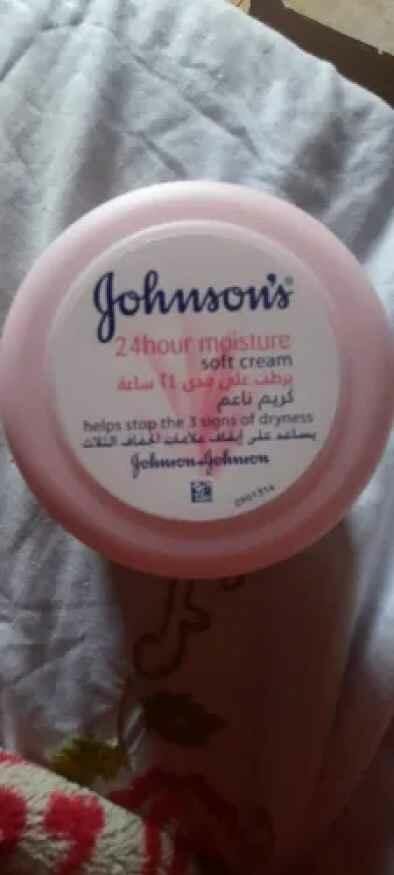 Johnson's®
24hour moisture
soft cream
يرطب على مدى ٢٤ ساعة
كريم ناعم
helps stop the 3 signs of dryness
يساعد على إيقاف علامات الجفاف الثلاث
Johnson&Johnson